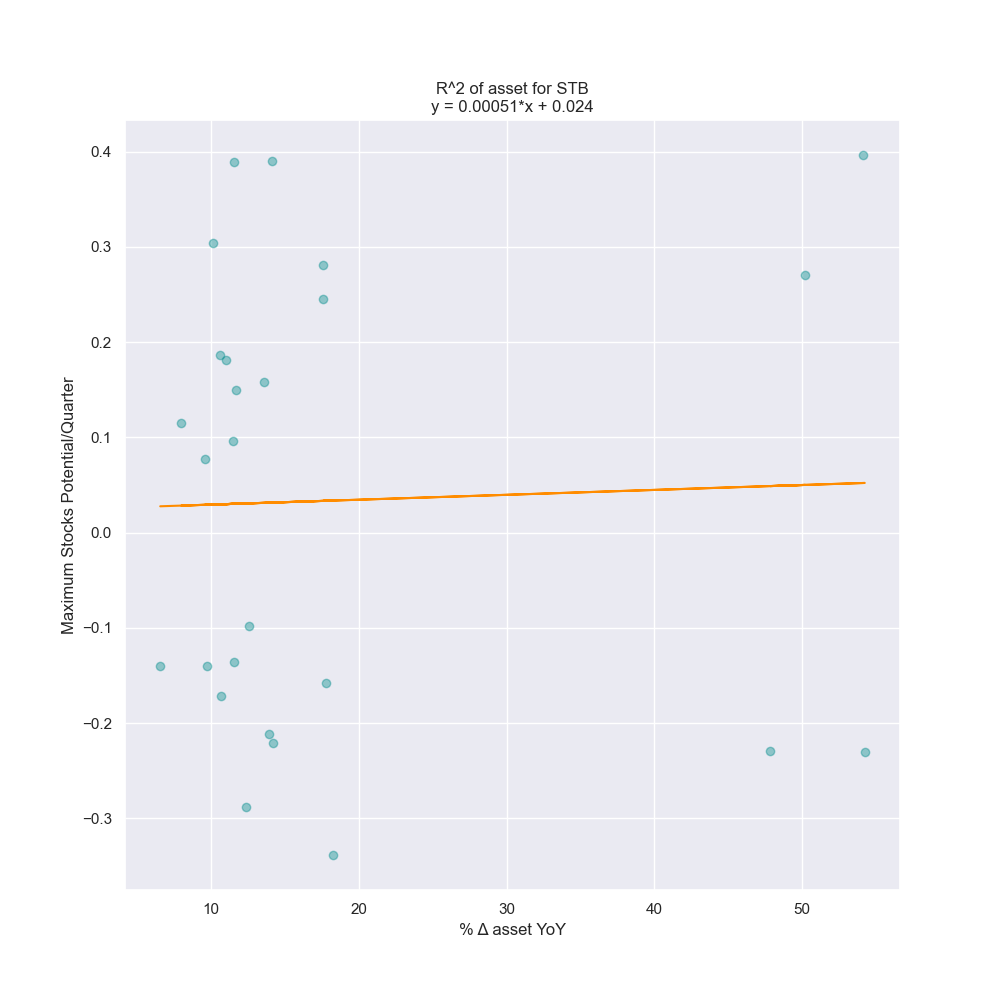 R^2 of asset for STB
y = 0.00051*x + 0.024
0.4
0.3
0.2
0.1
0.0
−0.1
−0.2
−0.3
Maximum Stocks Potential/Quarter
10 20 30 40 50
% Δ asset YoY